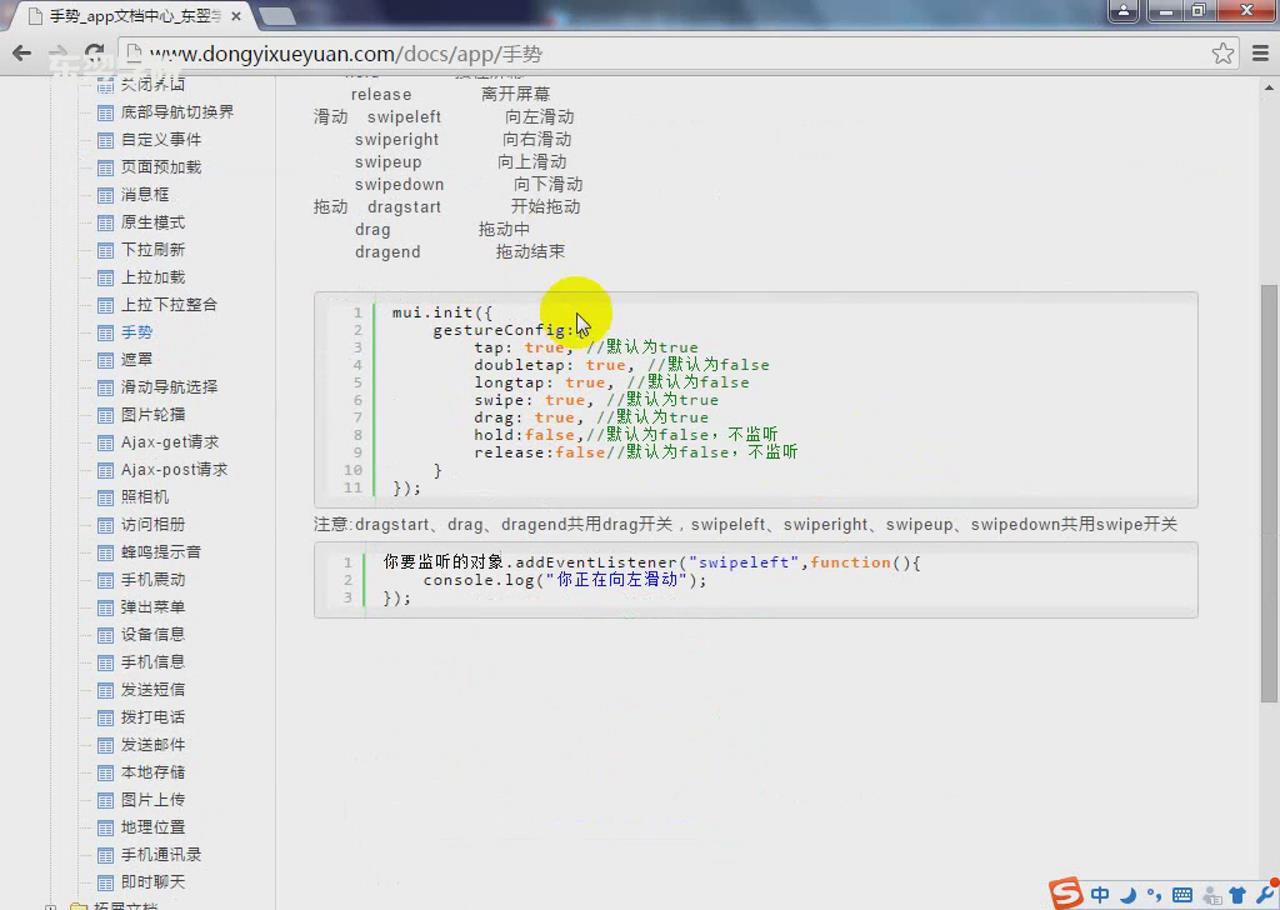 手势_app文档中心_东翌学
www.dongyixueyuan.com/docs/app/手势
东翌学院
关闭界面
底部导航切换界
自定义事件
页面预加载
消息框
原生模式
下拉刷新
上拉加载
上拉下拉整合
手势
遮罩
滑动导航选择
图片轮播
Ajax-get请求
Ajax-post请求
照相机
访问相册
蜂鸣提示音
手机震动
弹出菜单
设备信息
手机信息
发送短信
拨打电话
发送邮件
本地存储
图片上传
地理位置
手机通讯录
即时聊天
拓展文档
release 离开屏幕
滑动 swipeleft 向左滑动
swiperight 向右滑动
swipeup 向上滑动
swipedown 向下滑动
拖动 dragstart 开始拖动
drag 拖动中
dragend 拖动结束
1 mui.init({
2 gestureConfig:
3 tap: true, //默认为true
4 doubletap: true, //默认为false
5 longtap: true, //默认为false
6 swipe: true, //默认为true
7 drag: true, //默认为true
8 hold:false,//默认为false，不监听
9 release:false//默认为false，不监听
10 }
11 });
注意:dragstart、drag、dragend共用drag开关，swipeleft、swiperight、swipeup、swipedown共用swipe开关
1 你要监听的对象.addEventListener("swipeleft",function(){
2 console.log("你正在向左滑动");
3 });
中